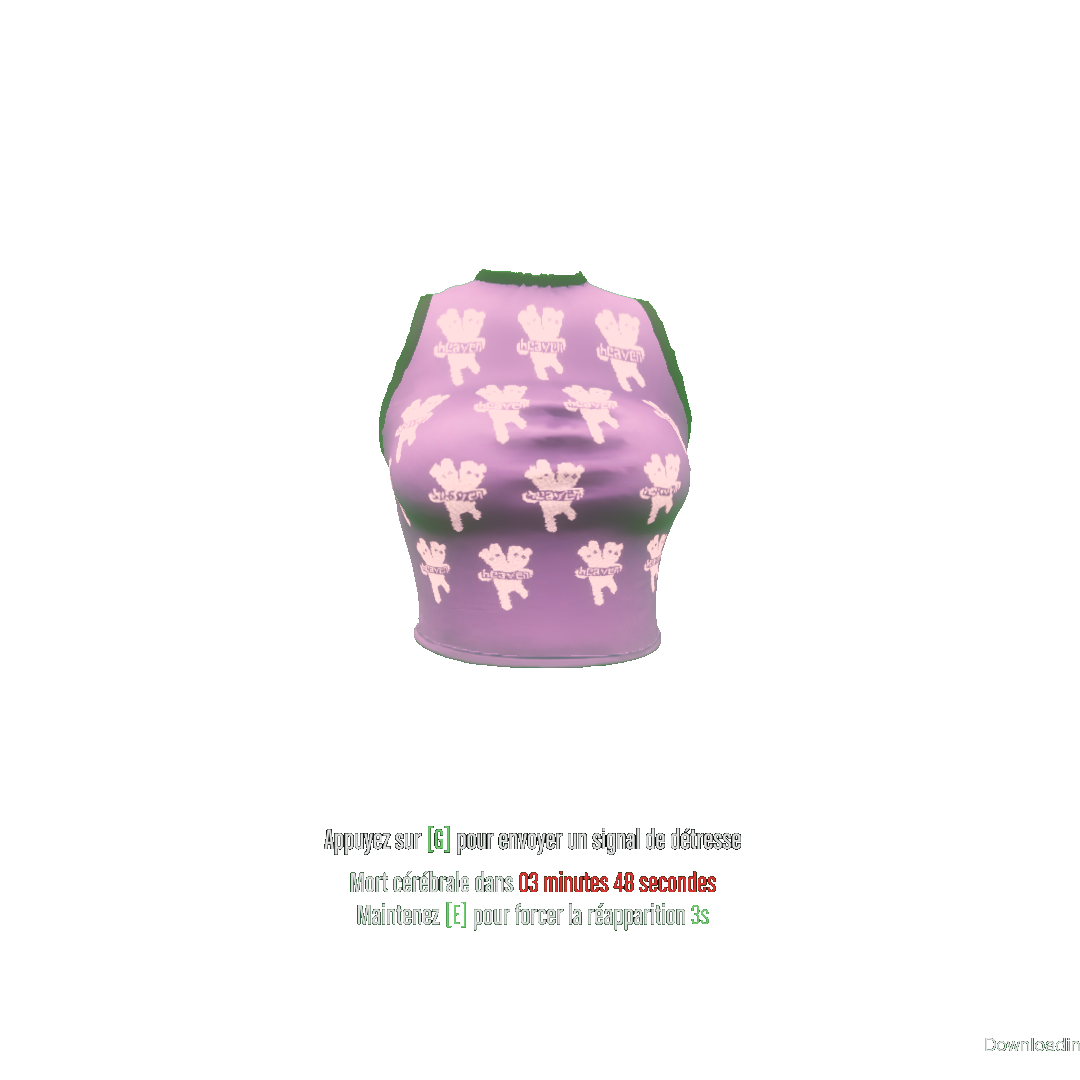 heaven heaven heaven
heaven heaven
heaven heaven heaven
heaven heaven heaven
Appuyez sur [G] pour envoyer un signal de détresse
Mort cérébrale dans 03 minutes 48 secondes
Maintenez [E] pour forcer la réapparition 3s